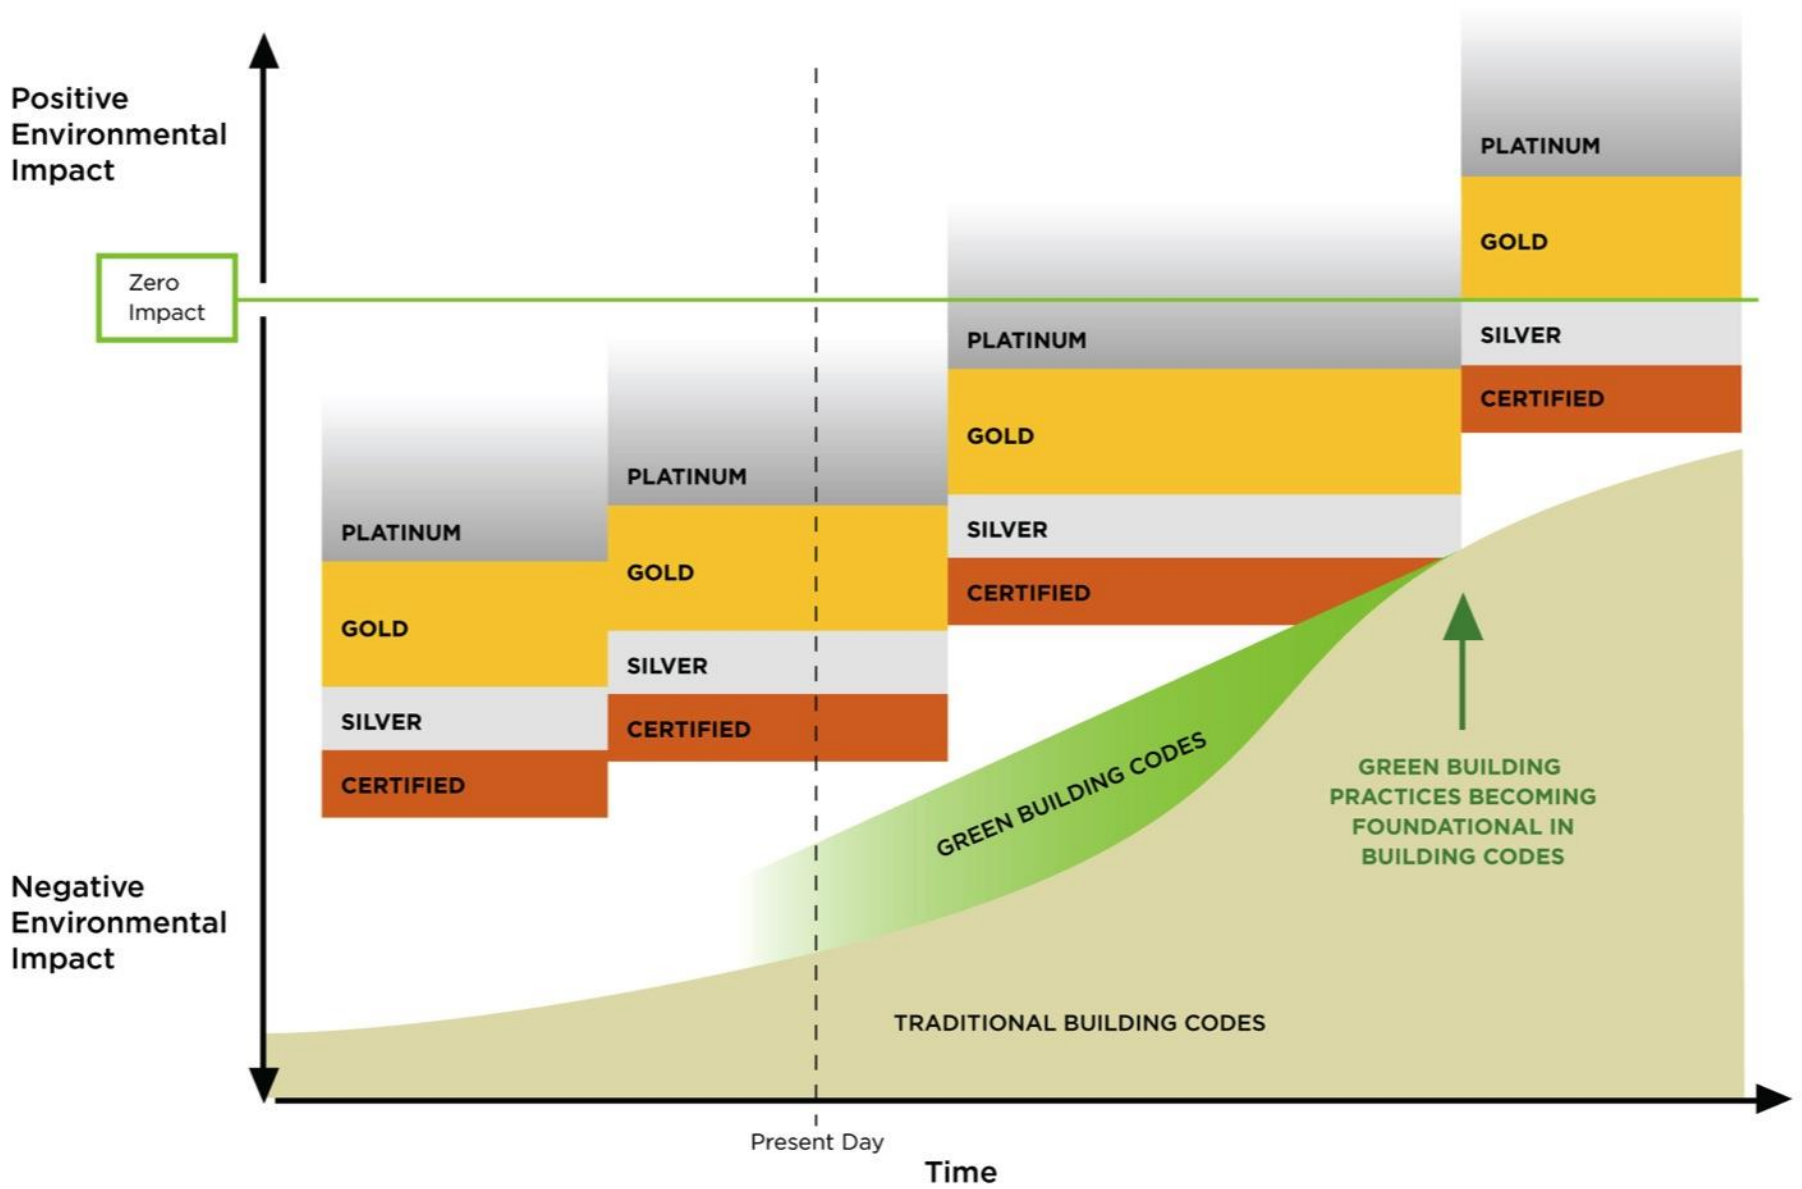 Positive
Environmental
Impact
Zero
Impact
Negative
Environmental
Impact
PLATINUM
GOLD
SILVER
CERTIFIED
PLATINUM
GOLD
SILVER
CERTIFIED
PLATINUM
GOLD
SILVER
CERTIFIED
PLATINUM
GOLD
SILVER
CERTIFIED
GREEN BUILDING CODES
GREEN BUILDING
PRACTICES BECOMING
FOUNDATIONAL IN
BUILDING CODES
TRADITIONAL BUILDING CODES
Present Day
Time